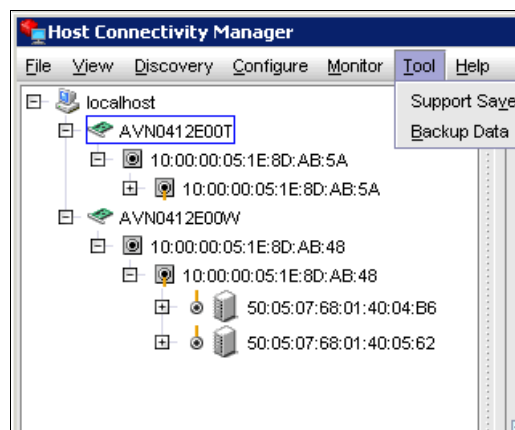 Host Connectivity Manager
File View Discovery Configure Monitor Tool Help
Support Save
Backup Data
localhost
AVN0412E00T
10:00:00:05:1E:8D:AB:5A
10:00:00:05:1E:8D:AB:5A
AVN0412E00W
10:00:00:05:1E:8D:AB:48
10:00:00:05:1E:8D:AB:48
50:05:07:68:01:40:04:B6
50:05:07:68:01:40:05:62